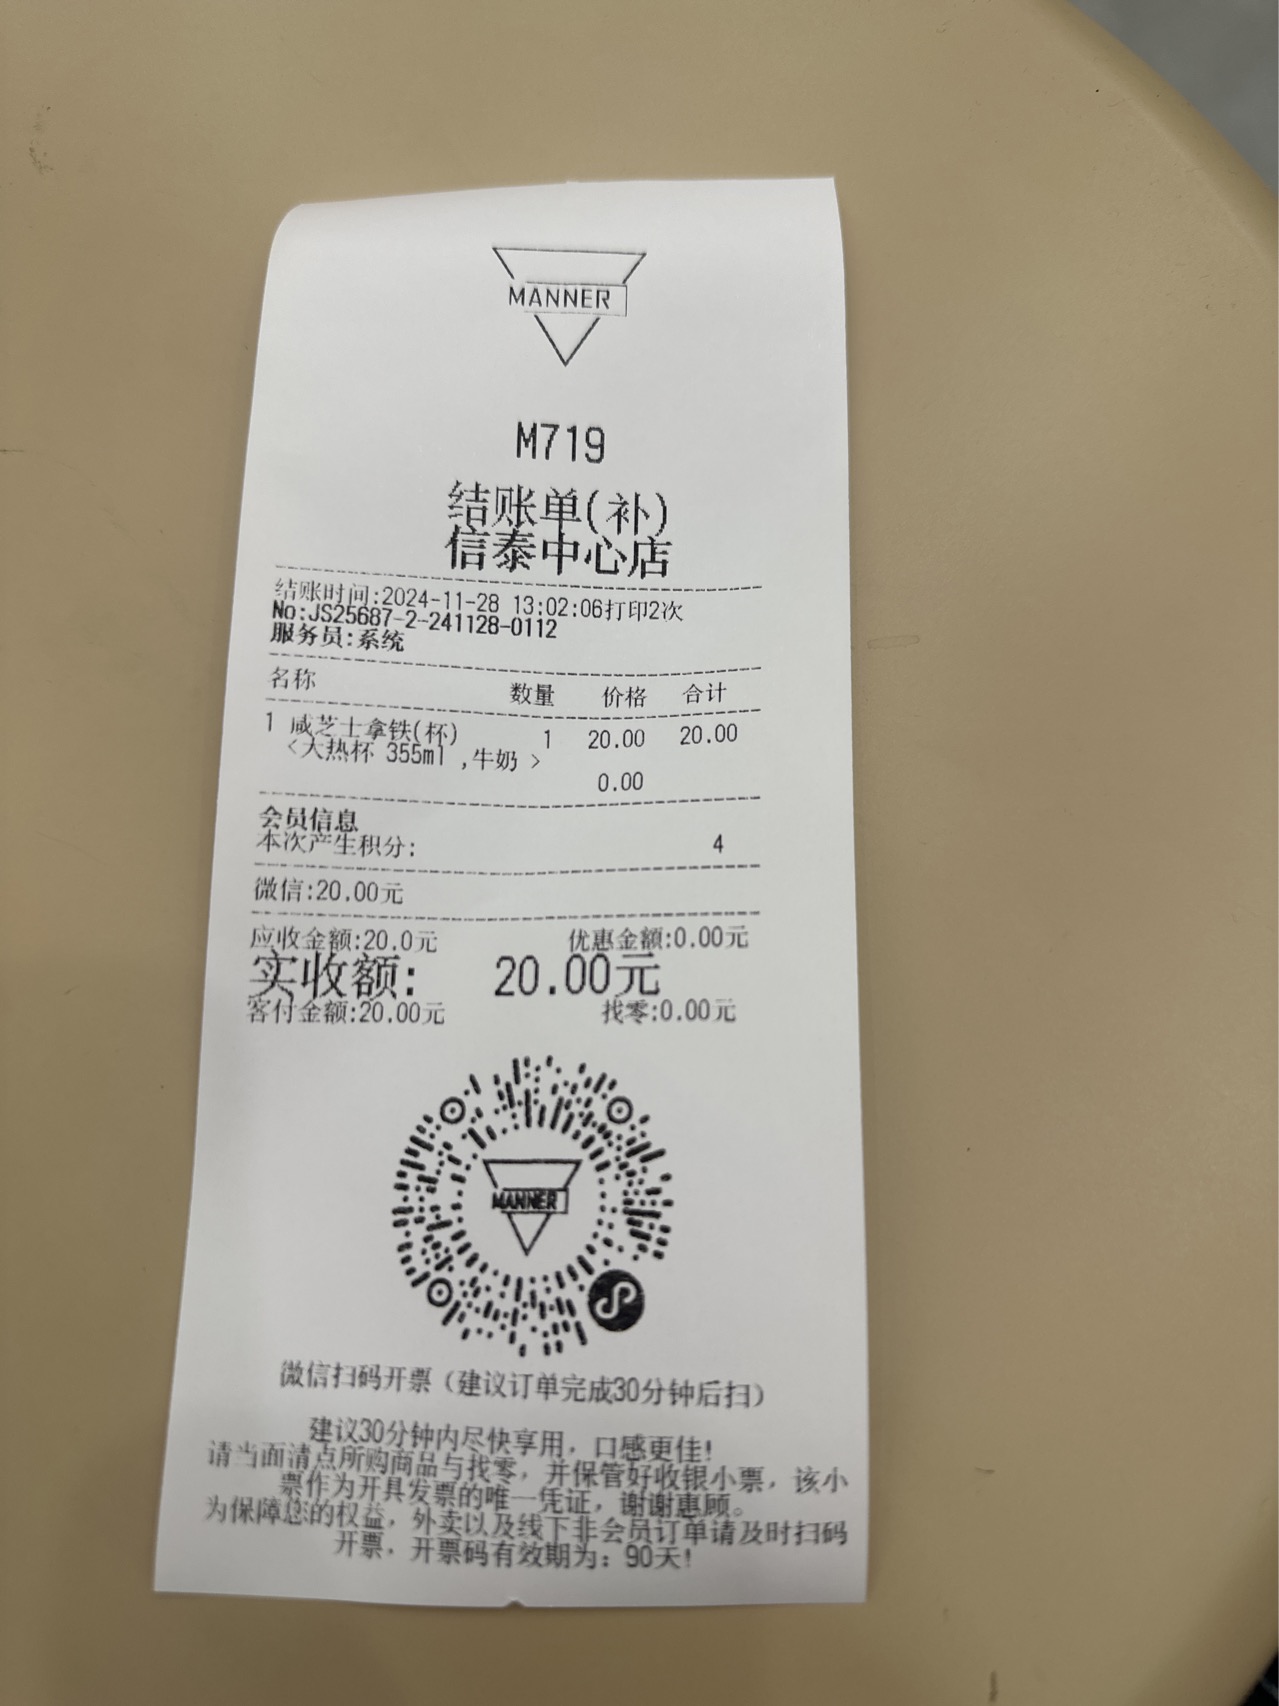 MANNER
M719
结账单(补)
信泰中心店
结账时间:2024-11-28 13:02:06打印2次
No:JS25687-2-241128-0112
服务员:系统
名称 数量 价格 合计
1 咸芝士拿铁(杯) 1 20.00 20.00
<大热杯 355ml ,牛奶 >
0.00
会员信息
本次产生积分: 4
微信:20.00元
应收金额:20.0元 优惠金额:0.00元
实收额: 20.00元
客付金额:20.00元 找零:0.00元
MANNER
微信扫码开票（建议订单完成30分钟后扫）
建议30分钟内尽快享用，口感更佳!
请当面清点所购商品与找零，并保管好收银小票，该小
票作为开具发票的唯一凭证，谢谢惠顾。
为保障您的权益，外卖以及线下非会员订单请及时扫码
开票，开票码有效期为：90天!